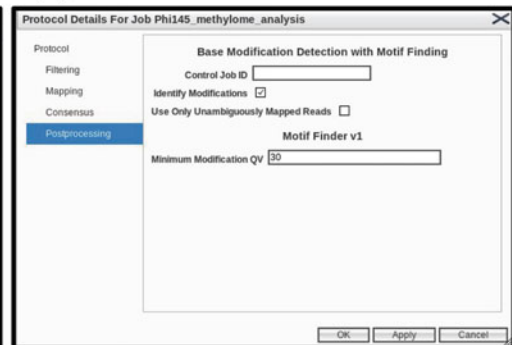 Protocol Details For Job Phi145_methylome_analysis
Protocol
Filtering
Mapping
Consensus
Postprocessing
Base Modification Detection with Motif Finding
Control Job ID
Identify Modifications
Use Only Unambiguously Mapped Reads
Motif Finder v1
Minimum Modification QV 30
OK Apply Cancel